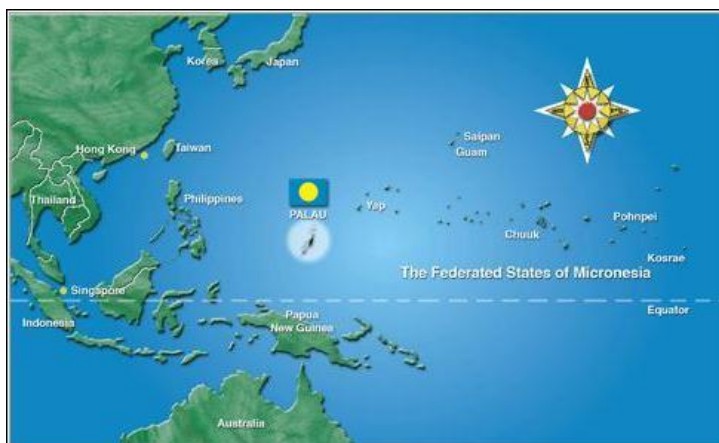 Korea
Japan
Saipan
Guam
Hong Kong
Taiwan
Thailand
Philippines
PALAU
Yap
Pohnpei
Chuuk
Kosrae
The Federated States of Micronesia
Singapore
Equator
Indonesia
Papua
New Guinea
Australia